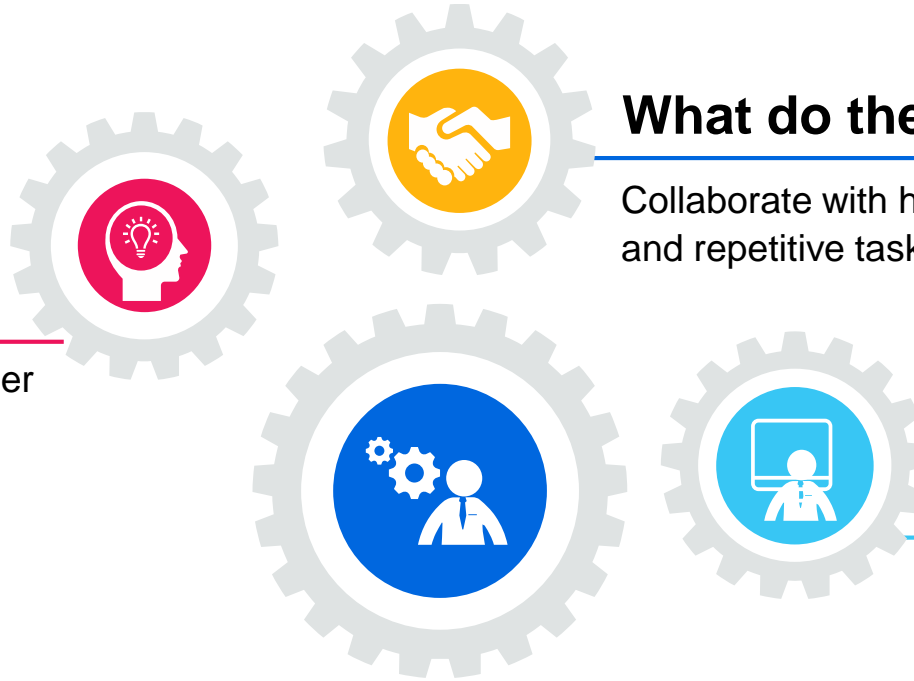 What do the
Collaborate with h
and repetitive task
er